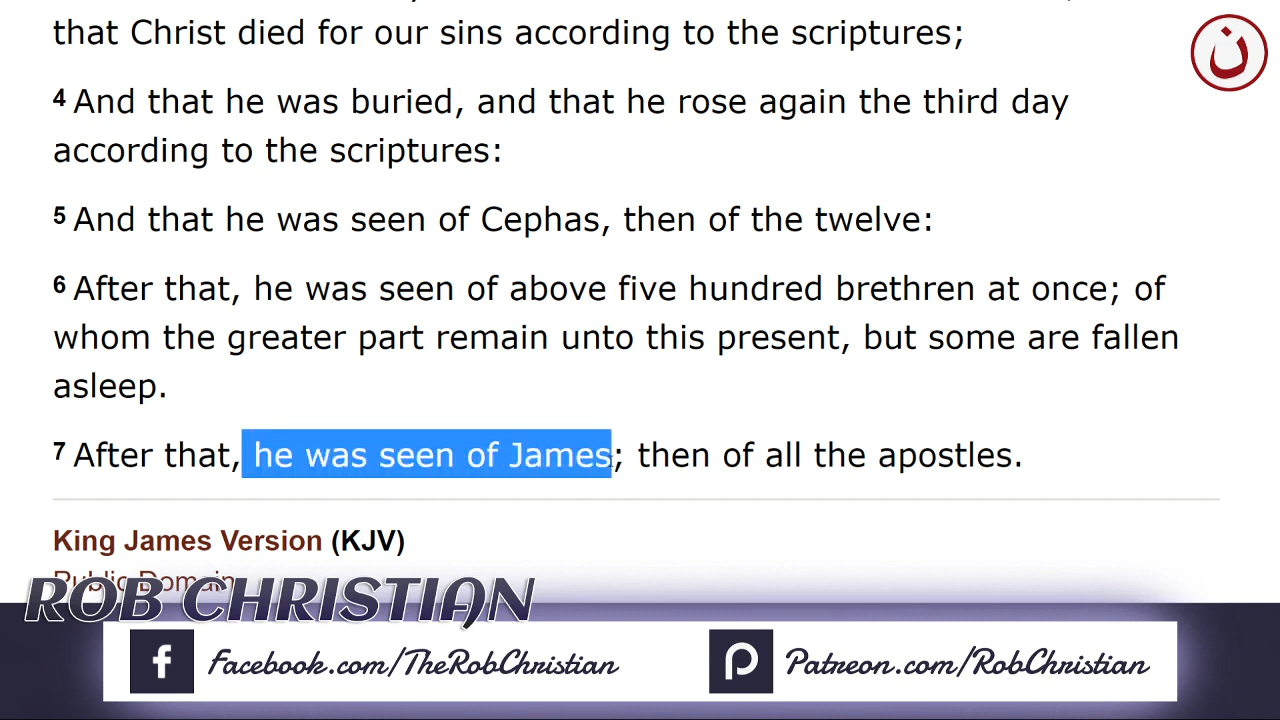 that Christ died for our sins according to the scriptures;
ن
4 And that he was buried, and that he rose again the third day
according to the scriptures:
5 And that he was seen of Cephas, then of the twelve:
6 After that, he was seen of above five hundred brethren at once; of
whom the greater part remain unto this present, but some are fallen
asleep.
7 After that, he was seen of James; then of all the apostles.
King James Version (KJV)
Public Domain
ROB CHRISTIAN
f Facebook.com/TheRobChristian
Patreon.com/RobChristian